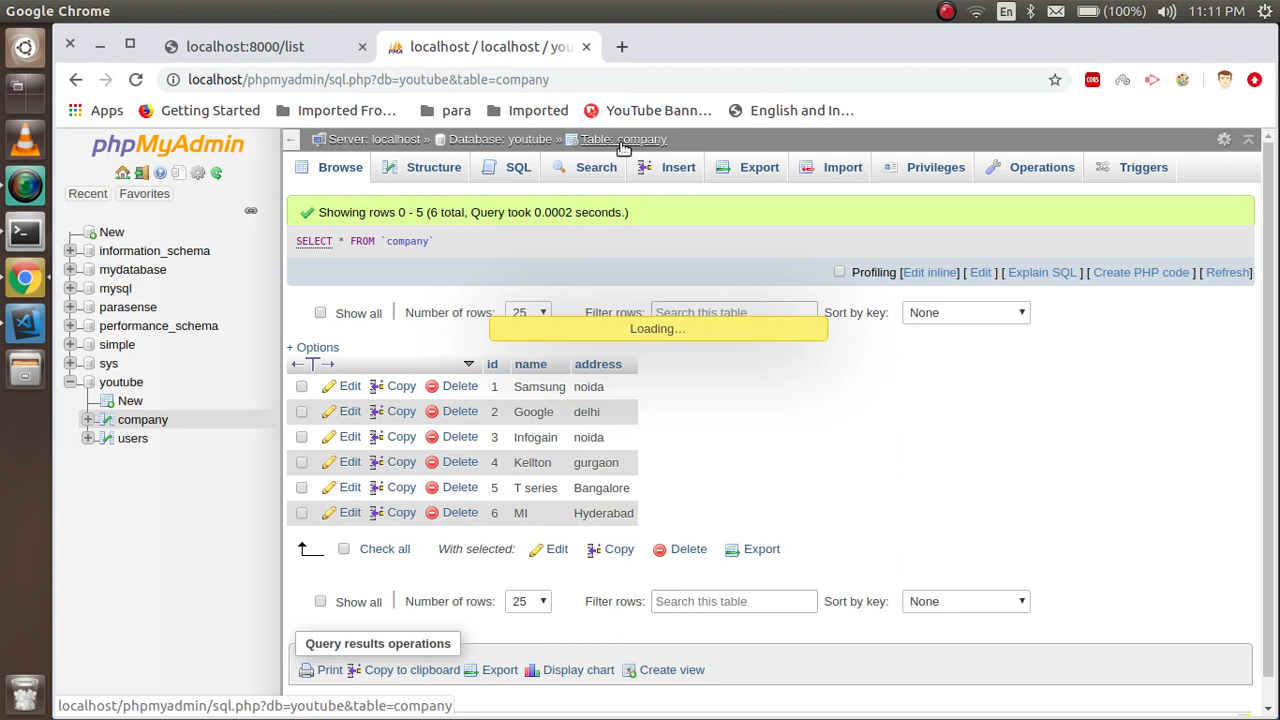 Google Chrome
En
(100%)
11:11 PM
localhost:8000/list
localhost / localhost / you
localhost/phpmyadmin/sql.php?db=youtube&table=company
CORS
Apps
Getting Started
Imported Fro...
para
Imported
YouTube Bann...
English and In...
phpMyAdmin
Recent
Favorites
New
information_schema
mydatabase
mysql
parasense
performance_schema
simple
sys
youtube
New
company
users
Server: localhost »
Database: youtube »
Table: company
Browse
Structure
SQL
Search
Insert
Export
Import
Privileges
Operations
Triggers
Showing rows 0 - 5 (6 total, Query took 0.0002 seconds.)
SELECT * FROM `company`
Profiling [Edit inline] [ Edit ] [ Explain SQL ] [ Create PHP code ] [ Refresh]
Show all
Number of rows: 25
Filter rows: Search this table
Sort by key: None
Loading...
+ Options
id name address
Edit Copy Delete 1 Samsung noida
Edit Copy Delete 2 Google delhi
Edit Copy Delete 3 Infogain noida
Edit Copy Delete 4 Kellton gurgaon
Edit Copy Delete 5 T series Bangalore
Edit Copy Delete 6 MI Hyderabad
Check all With selected: Edit Copy Delete Export
Show all
Number of rows: 25
Filter rows: Search this table
Sort by key: None
Query results operations
Print Copy to clipboard Export Display chart Create view
localhost/phpmyadmin/sql.php?db=youtube&table=company